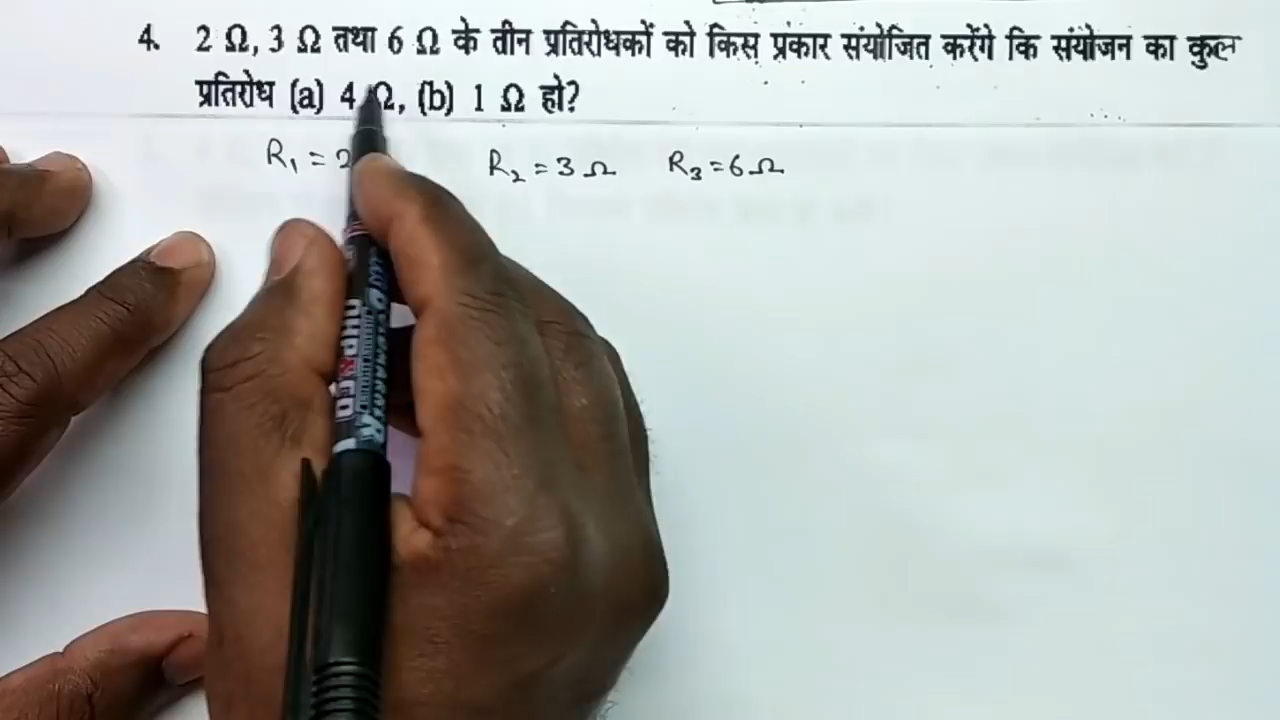 4. 2 Ω, 3 Ω तथा 6 Ω के तीन प्रतिरोधकों को किस प्रकार संयोजित करेंगे कि संयोजन का कुल
प्रतिरोध (a) 4 Ω, (b) 1 Ω हो?
R₁ = 2 R₂ = 3 Ω R₃ = 6 Ω